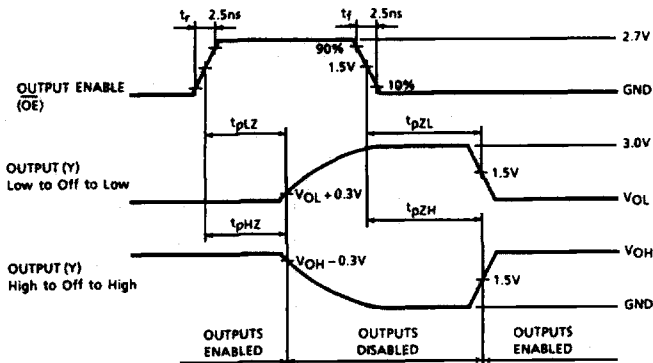 tr 2.5ns tf 2.5ns
2.7V
90%
1.5V
10%
OUTPUT ENABLE
(OE)
GND
tpLZ tpZL
3.0V
OUTPUT (Y)
Low to Off to Low
1.5V
VOL + 0.3V
VOL
tpHZ tpZH
VOH
OUTPUT (Y)
High to Off to High
VOH − 0.3V
1.5V
GND
OUTPUTS ENABLED
OUTPUTS DISABLED
OUTPUTS ENABLED